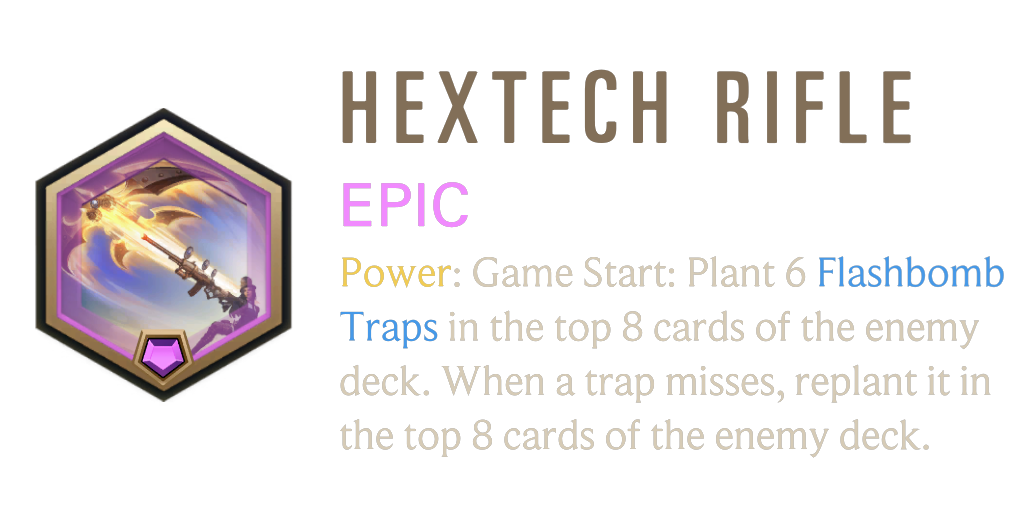 HEXTECH RIFLE
EPIC
Power: Game Start: Plant 6 Flashbomb
Traps in the top 8 cards of the enemy
deck. When a trap misses, replant it in
the top 8 cards of the enemy deck.